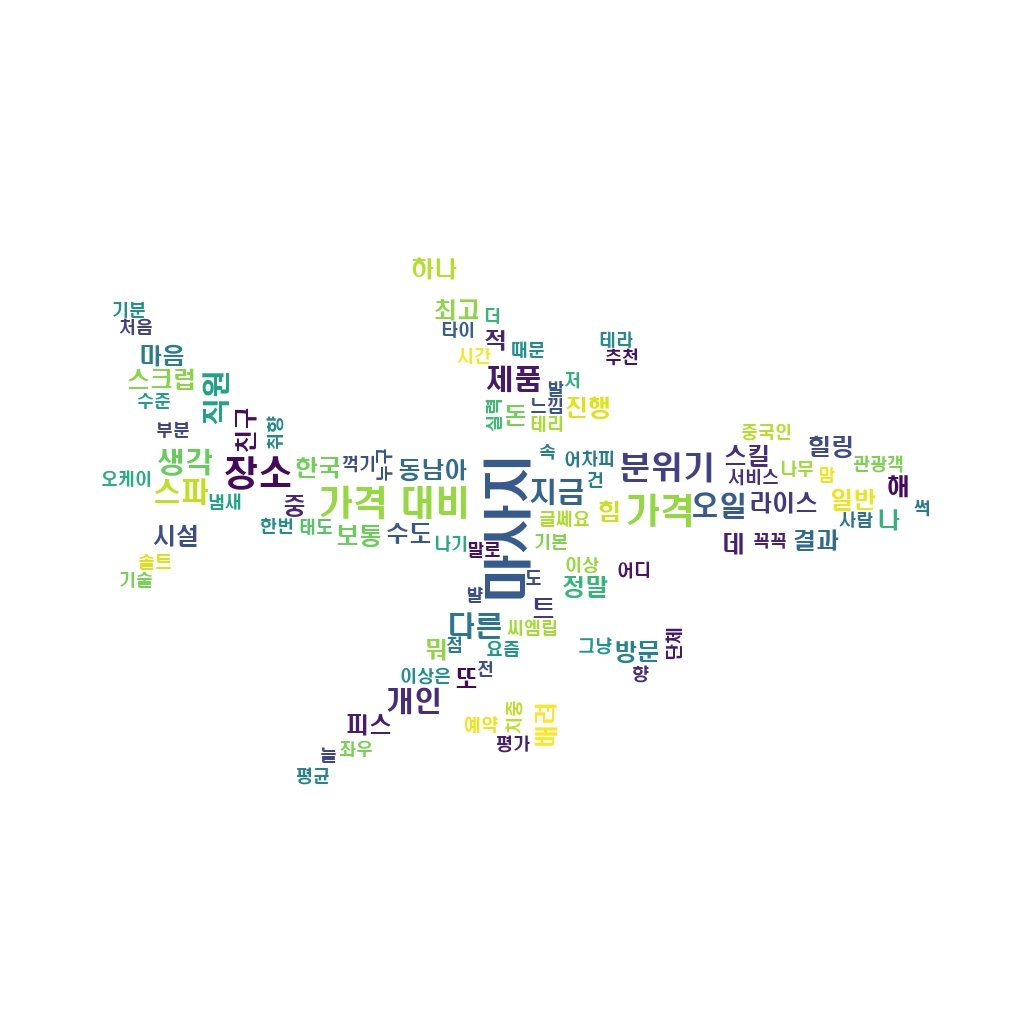 하나
기분
최고
더
처음
타이
적
테라
때문
마음
시간
추천
스크럽
직원
제품
발
저
수준
느낌
진행
실력
돈
테리
친구
취향
부분
중국인
힐링
속
스킬
생각
장소
한국
꺽기
누구
동남아
어차피
분위기
나무
맘
관광객
오케이
스파
마사지
지금
건
서비스
해
냄새
중
가격 대비
힘
가격
오일
라이스
일반
썩
한번
태도
보통
수도
글쎄요
사람
나
시설
나기
말로
기본
데
꼭꼭
결과
솔트
이상
어디
기술
도
정말
뱔
트
다른
씨엠립
뭐
점
요즘
그냥
방문
단체
이상은
또
전
향
개인
피스
예약
치중
배려
늘
좌우
평가
평균